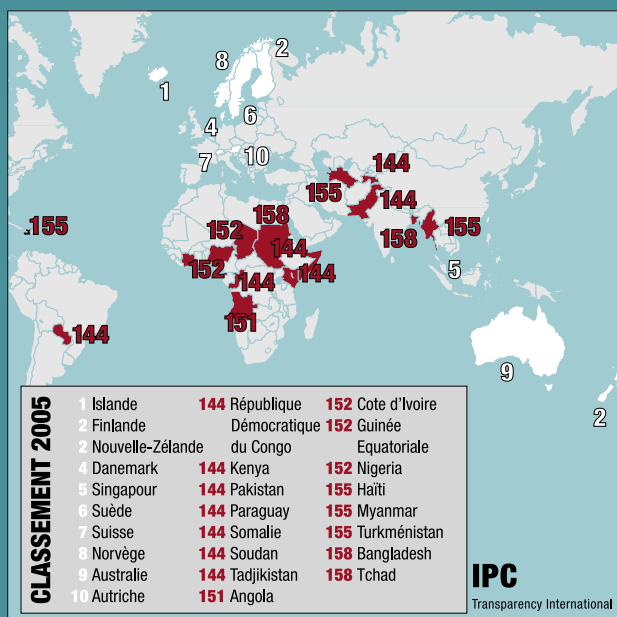 8
2
1
4
6
7
10
144
155
144
155
158
152
158
155
144
152
144
144
5
151
144
9
2
CLASSEMENT 2005
1 Islande
2 Finlande
2 Nouvelle-Zélande
4 Danemark
5 Singapour
6 Suède
7 Suisse
8 Norvège
9 Australie
10 Autriche
144 République
Démocratique
du Congo
144 Kenya
144 Pakistan
144 Paraguay
144 Somalie
144 Soudan
144 Tadjikistan
151 Angola
152 Cote d'Ivoire
152 Guinée
Equatoriale
152 Nigeria
155 Haïti
155 Myanmar
155 Turkménistan
158 Bangladesh
158 Tchad
IPC
Transparency International